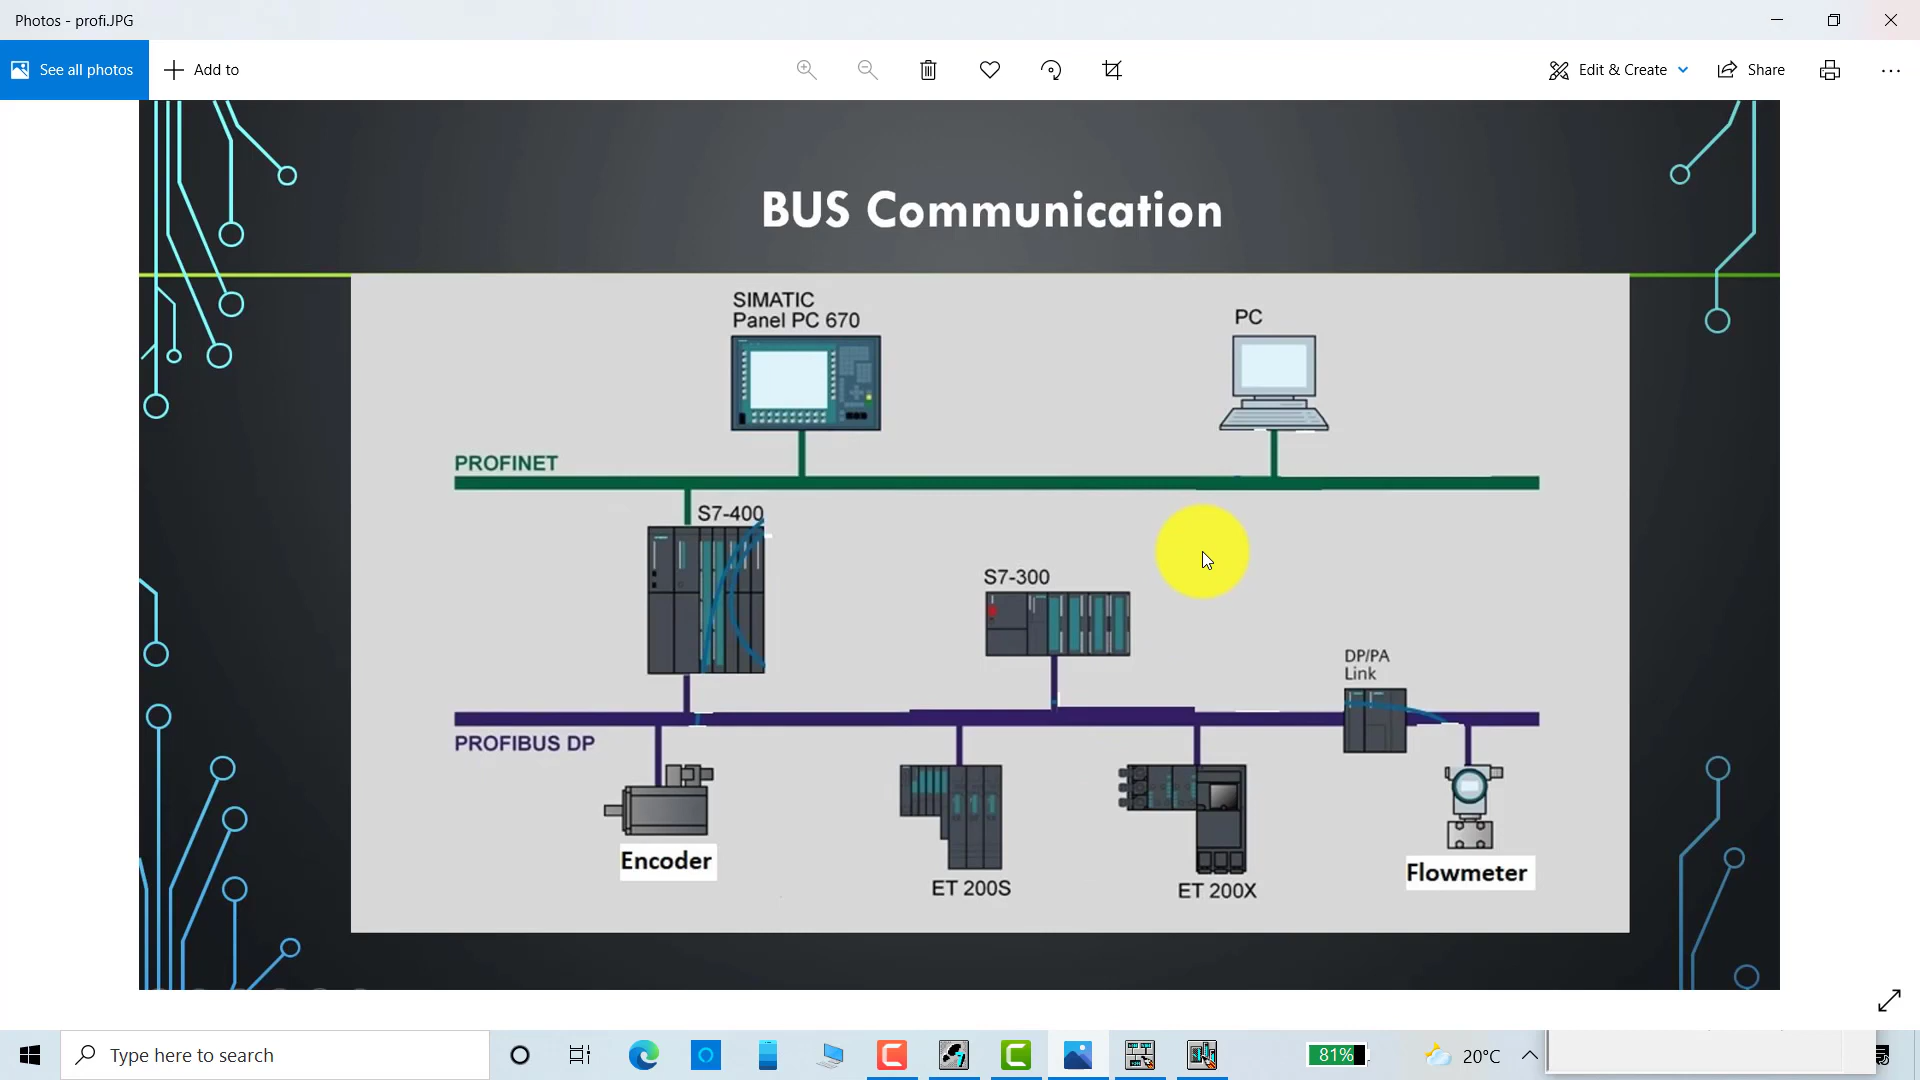 Photos - profi.JPG
See all photos
Add to
Edit & Create
Share
BUS Communication
SIMATIC
Panel PC 670
PC
PROFINET
S7-400
S7-300
DP/PA
Link
PROFIBUS DP
Encoder
ET 200S
ET 200X
Flowmeter
Type here to search
81%
20°C